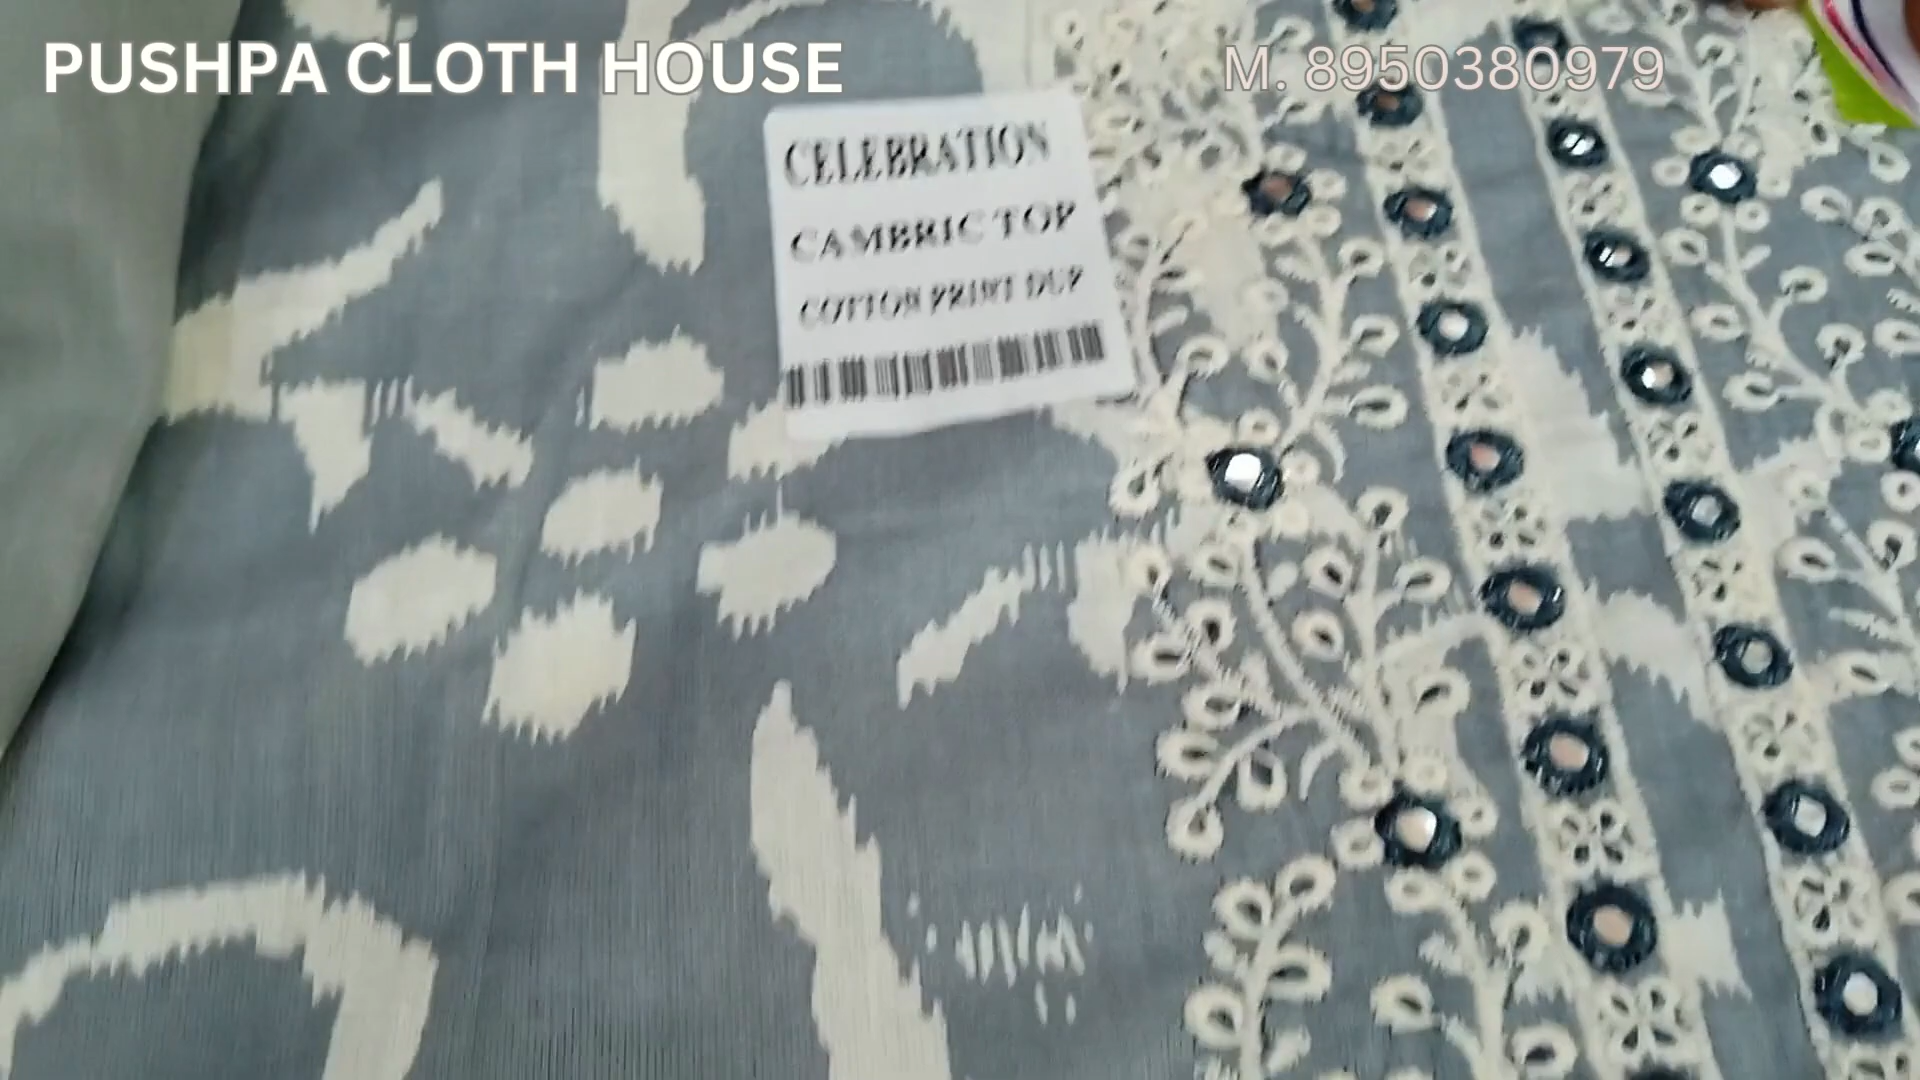 PUSHPA CLOTH HOUSE
M. 8950380979
CELEBRATION
CAMBRIC TOP
COTTON PRINT DUP